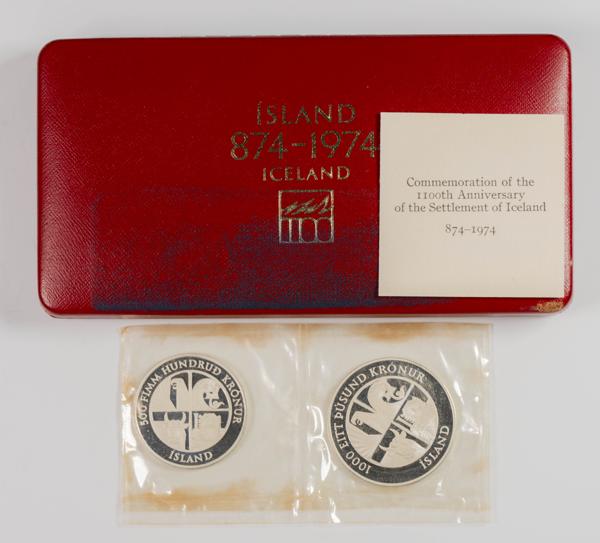 ÍSLAND
874–1974
ICELAND
1100
Commemoration of the
1100th Anniversary
of the Settlement of Iceland
874–1974
500 FIMM HUNDRUÐ KRÓNUR
ÍSLAND
1000 EITT ÞÚSUND KRÓNUR
ÍSLAND